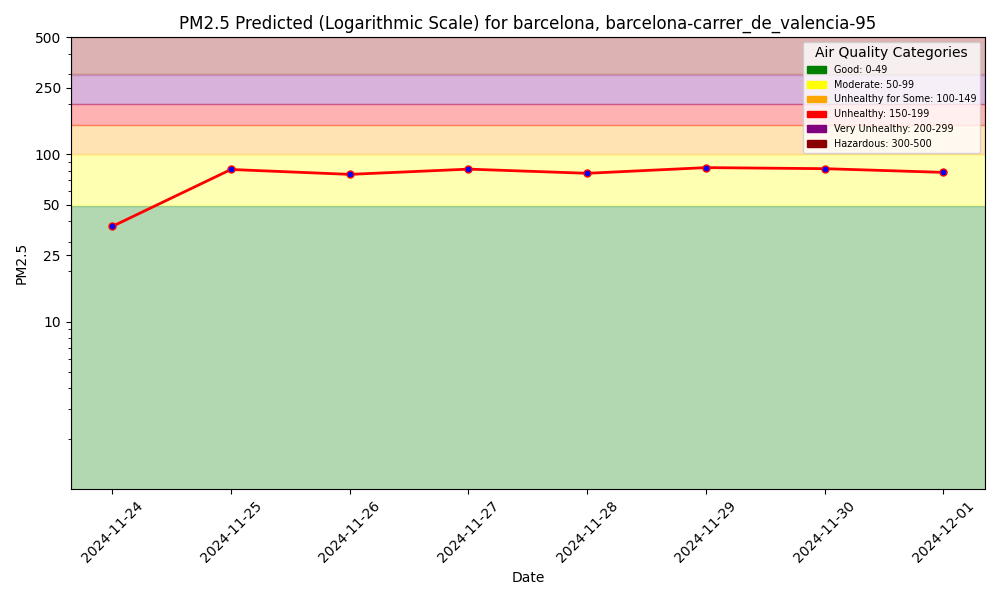 PM2.5 Predicted (Logarithmic Scale) for barcelona, barcelona-carrer_de_valencia-95
500
250
100
50
25
10
PM2.5
Air Quality Categories
Good: 0-49
Moderate: 50-99
Unhealthy for Some: 100-149
Unhealthy: 150-199
Very Unhealthy: 200-299
Hazardous: 300-500
2024-11-24
2024-11-25
2024-11-26
2024-11-27
2024-11-28
2024-11-29
2024-11-30
2024-12-01
Date